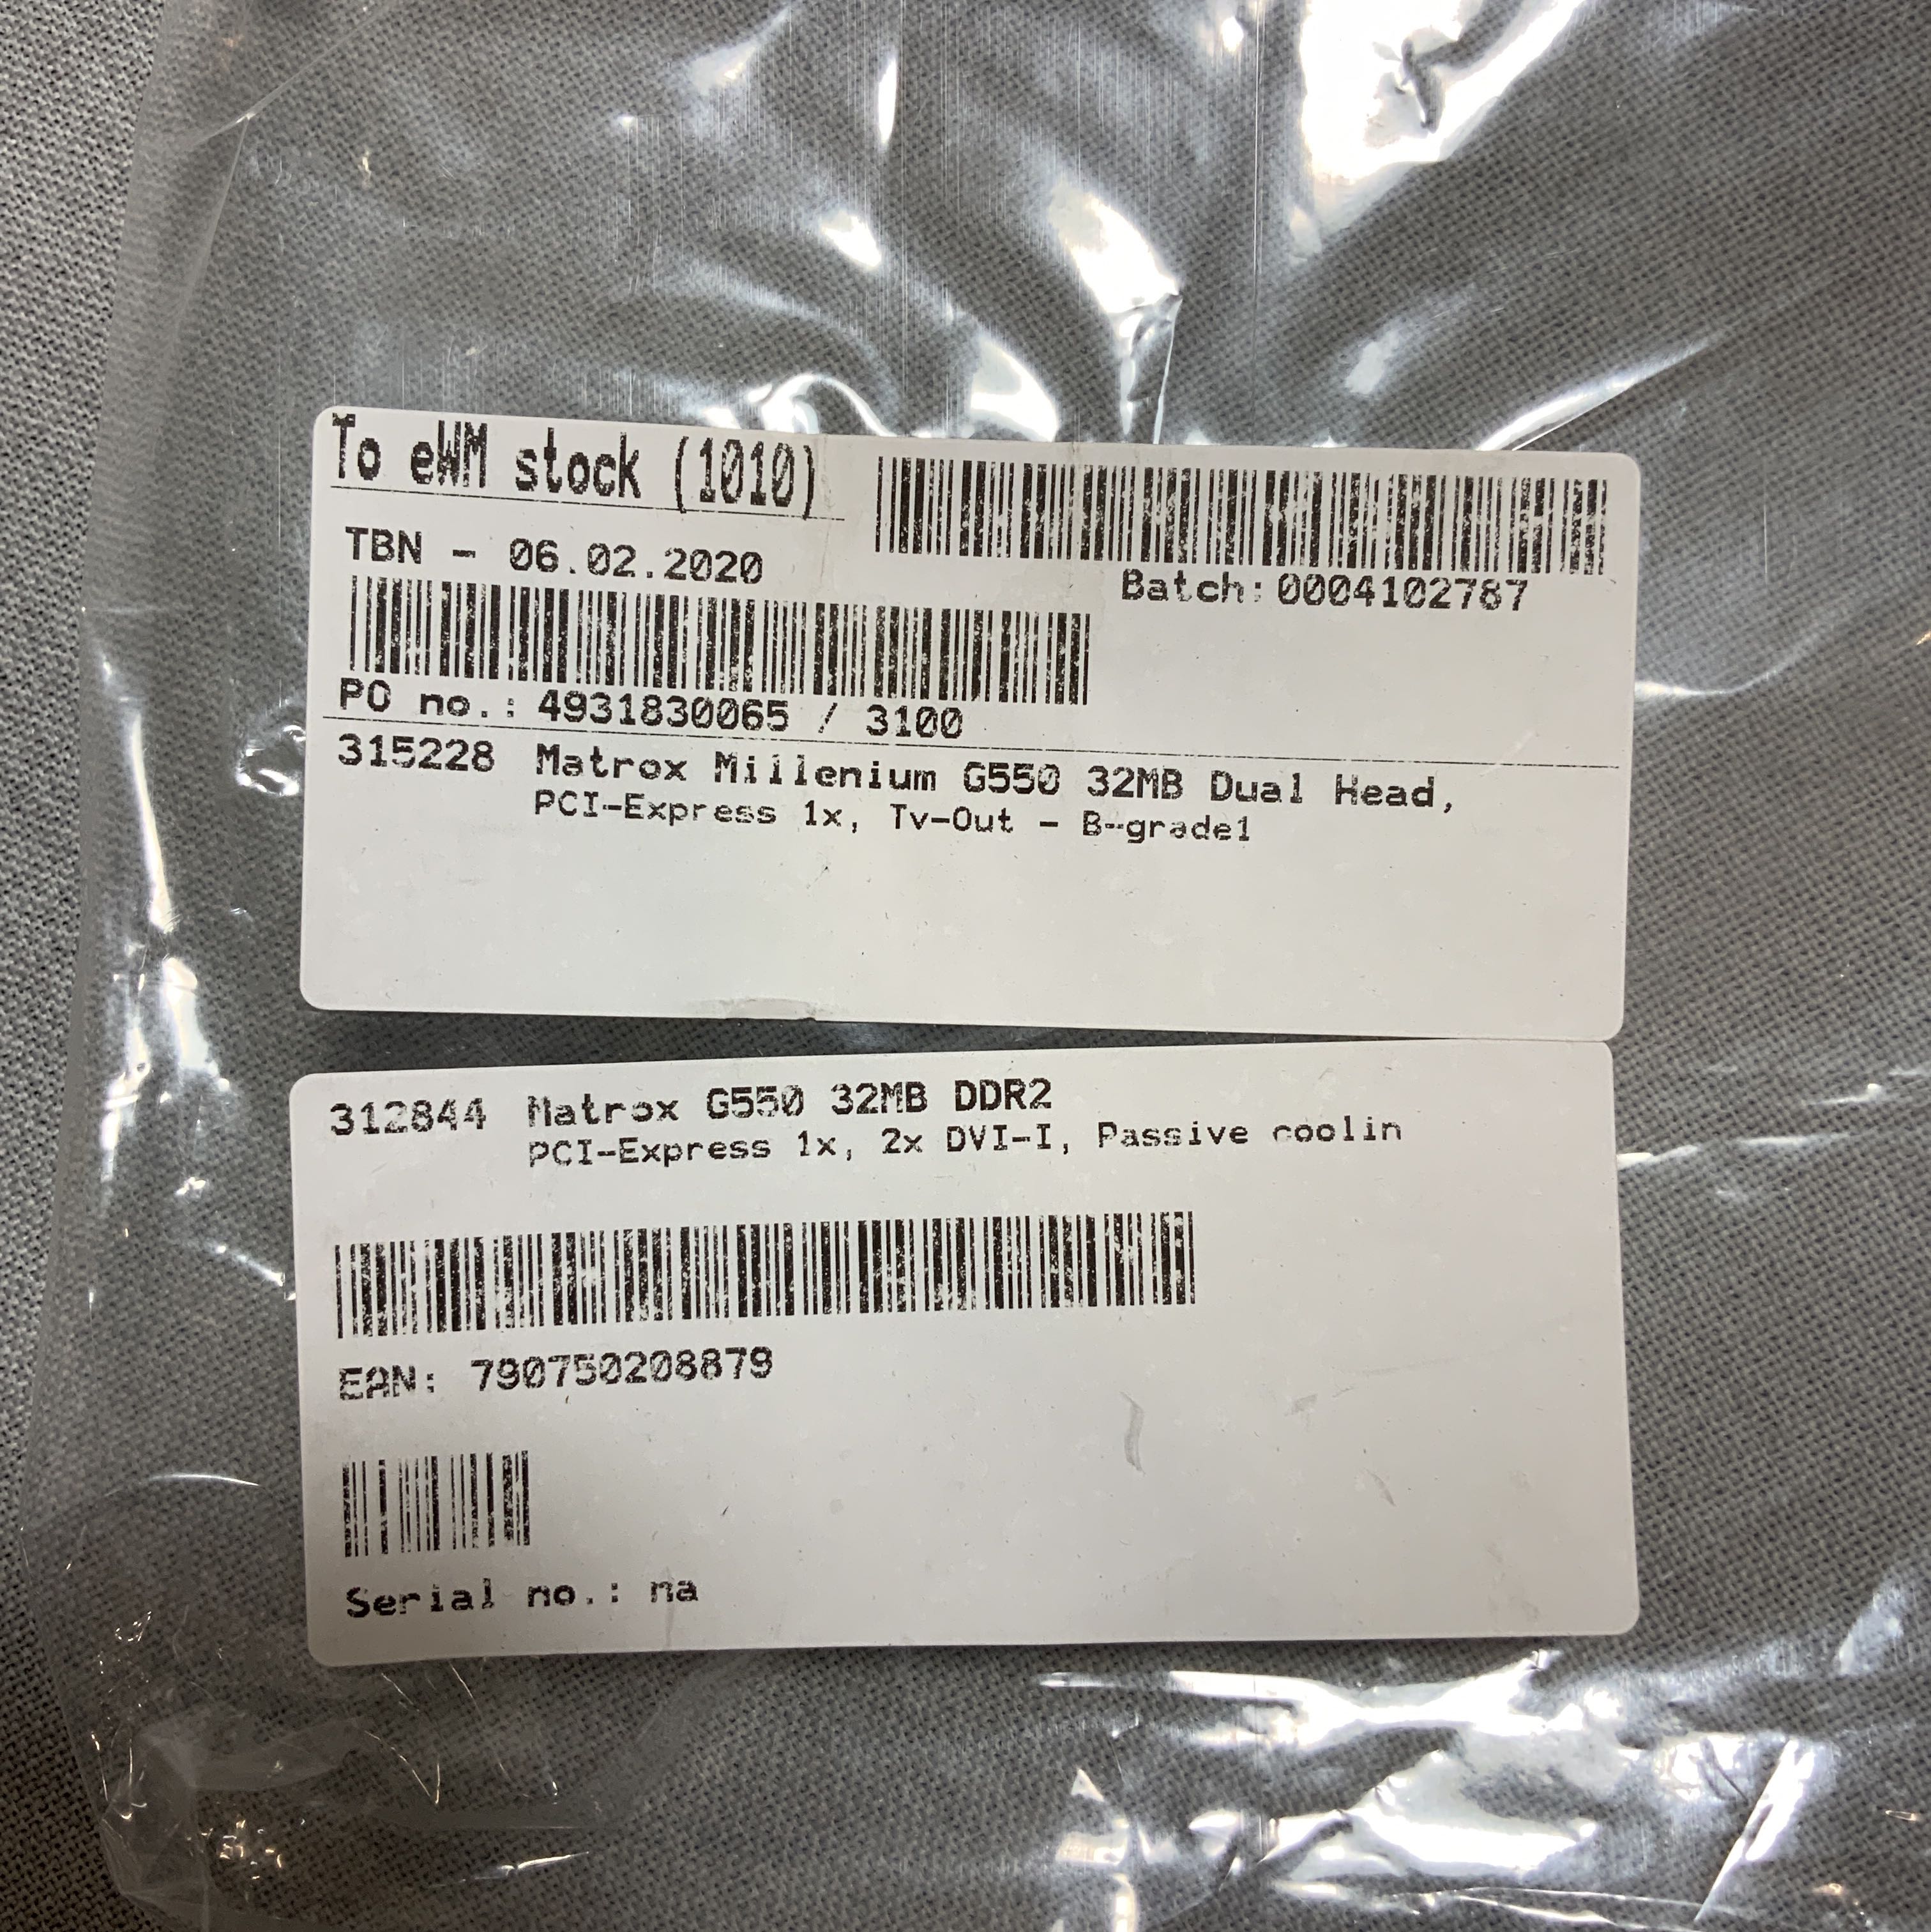 To eWM stock (1010)
TBN - 06.02.2020
Batch: 0004102787
PO no.: 4931830065 / 3100
315228 Matrox Millenium G550 32MB Dual Head,
PCI-Express 1x, Tv-Out - B-grade1
312844 Matrox G550 32MB DDR2
PCI-Express 1x, 2x DVI-I, Passive coolin
EAN: 790750208879
Serial no.: na